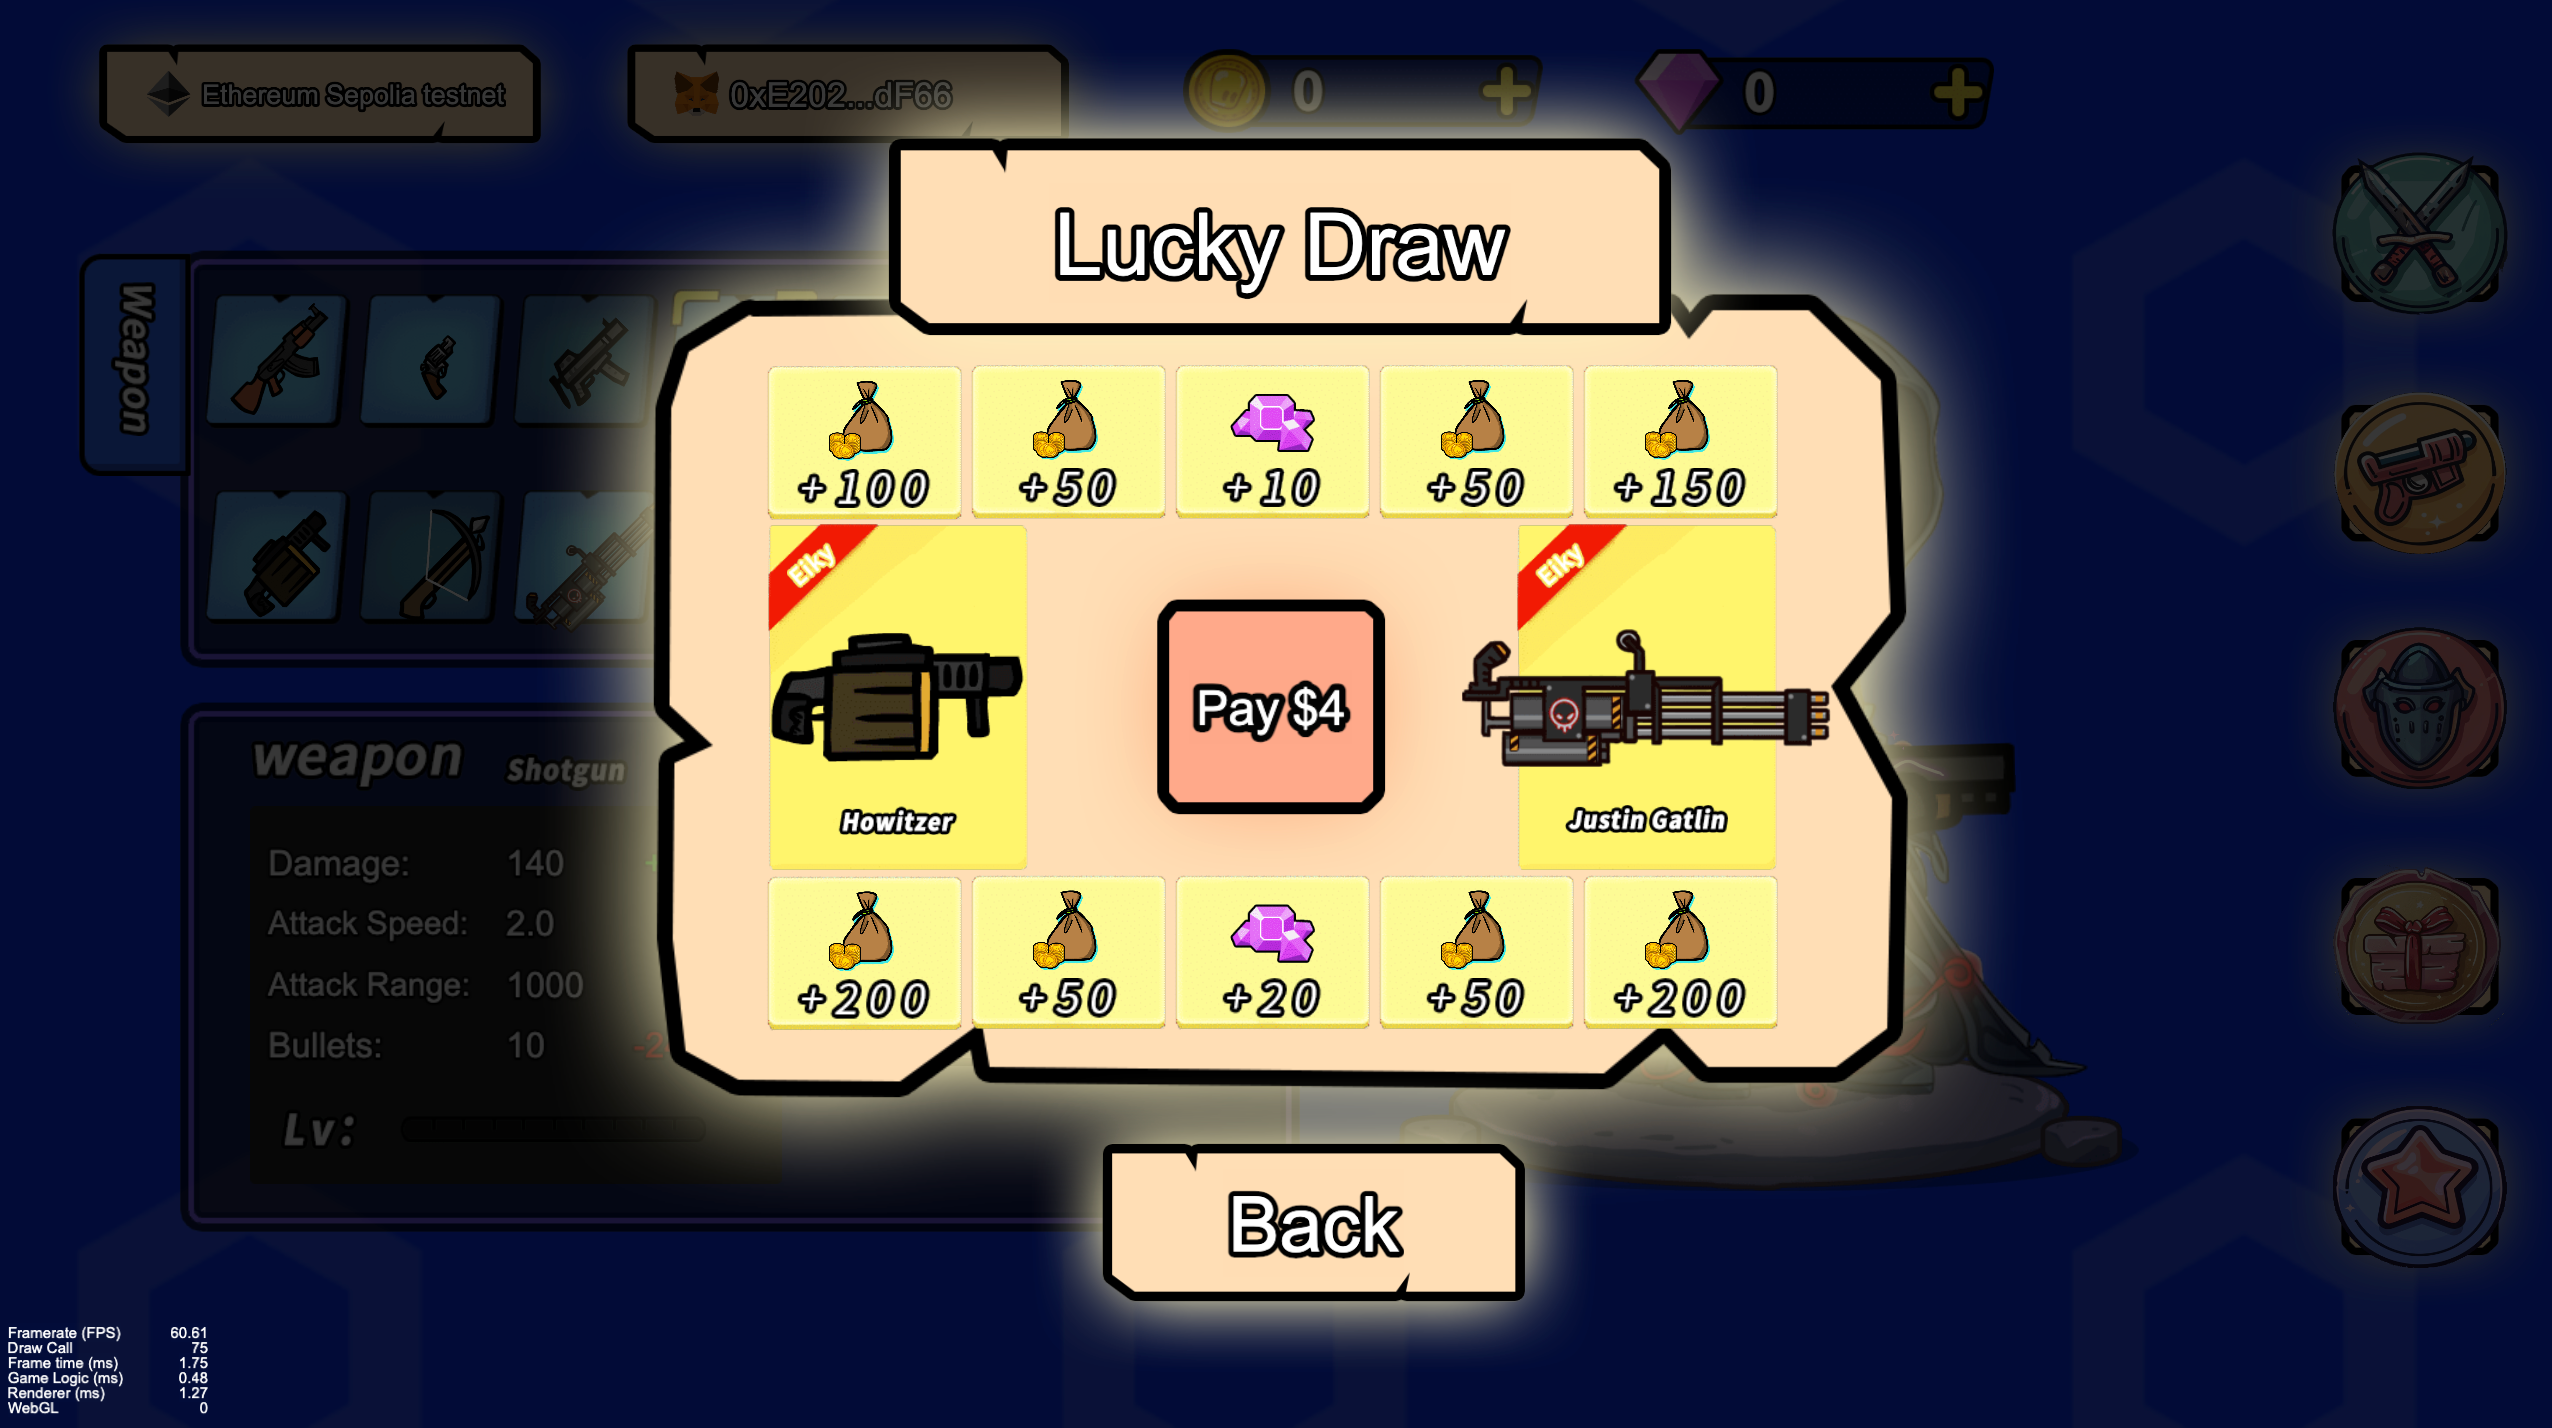 Ethereum Sepolia testnet
0xE202...dF66
0
0
Lucky Draw
Weapon
+100
+50
+10
+50
+150
Eiky
Eiky
Pay $4
Howitzer
Justin Gatlin
weapon
Shotgun
Damage: 140
Attack Speed: 2.0
Attack Range: 1000
Bullets: 10
Lv:
+200
+50
+20
+50
+200
Back
Framerate (FPS) 60.61
Draw Call 75
Frame time (ms) 1.75
Game Logic (ms) 0.48
Renderer (ms) 1.27
WebGL 0